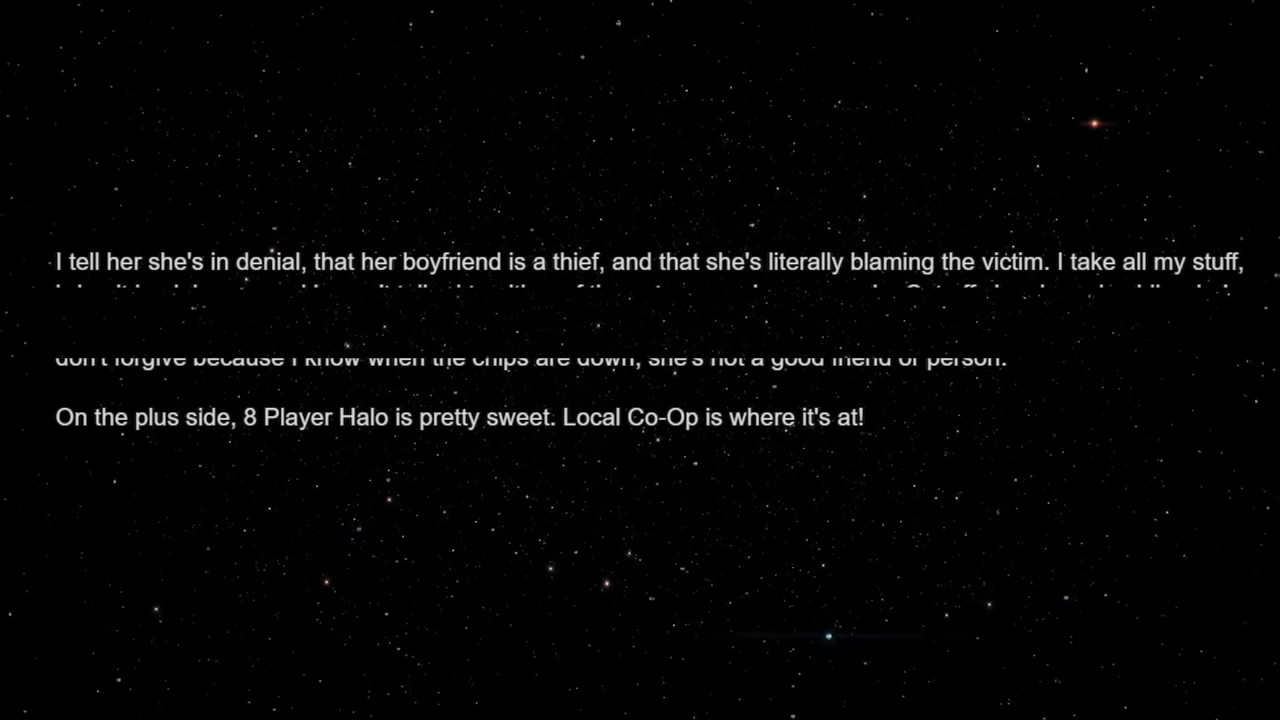 I tell her she's in denial, that her boyfriend is a thief, and that she's literally blaming the victim. I take all my stuff,
don't forgive because I know when the chips are down, she's not a good friend or person.
On the plus side, 8 Player Halo is pretty sweet. Local Co-Op is where it's at!